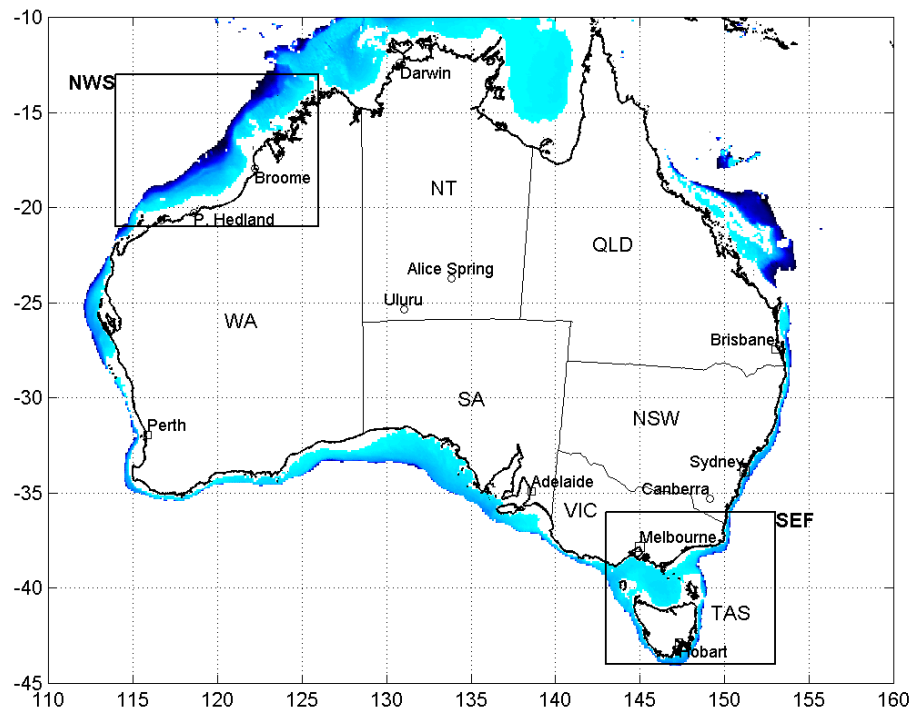 -10
NWS
Darwin
-15
Broome
NT
-20
P. Hedland
QLD
Alice Spring
Uluru
-25
WA
Brisbane
-30
SA
NSW
Perth
Sydney
Adelaide
Canberra
-35
VIC
SEF
Melbourne
-40
TAS
Hobart
-45
110 115 120 125 130 135 140 145 150 155 160